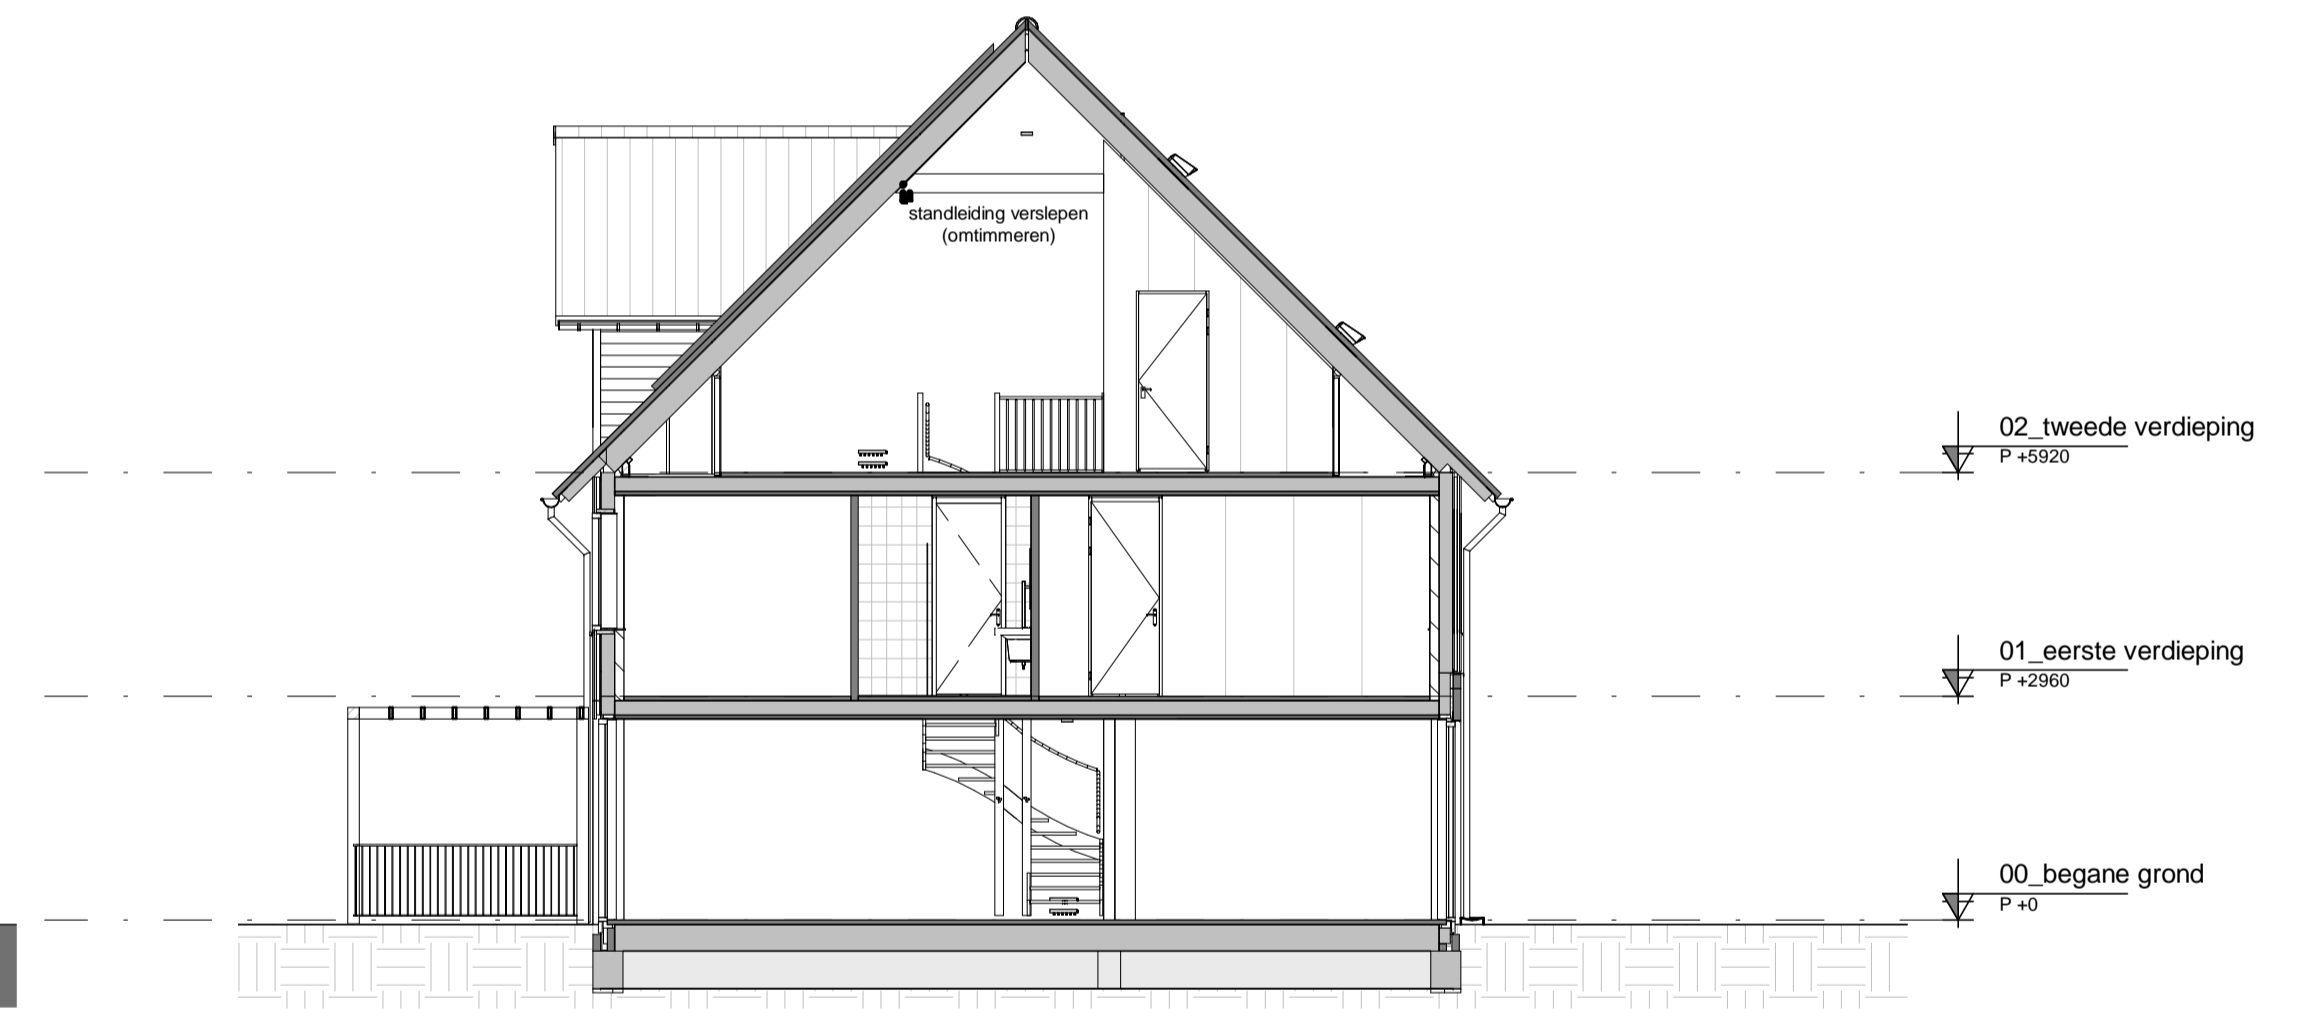 standleiding verslepen
(omtimmeren)
02_tweede verdieping
P +5920
01_eerste verdieping
P +2960
00_begane grond
P +0